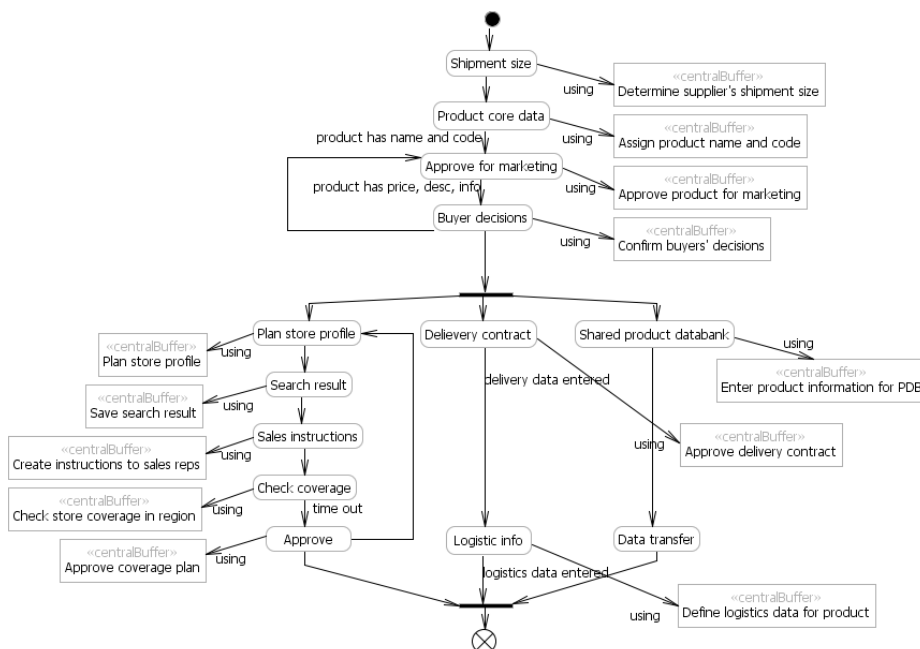 Shipment size
«centralBuffer»
using
Determine supplier's shipment size
Product core data
«centralBuffer»
product has name and code
using
Assign product name and code
Approve for marketing
«centralBuffer»
product has price, desc, info
using
Approve product for marketing
Buyer decisions
«centralBuffer»
using
Confirm buyers' decisions
Plan store profile
Delievery contract
Shared product databank
«centralBuffer»
using
Plan store profile
using
«centralBuffer»
Enter product information for PDB
Search result
delivery data entered
«centralBuffer»
using
Save search result
Sales instructions
«centralBuffer»
using
Create instructions to sales reps
using
«centralBuffer»
Approve delivery contract
Check coverage
«centralBuffer»
using
Check store coverage in region
time out
Approve
Logistic info
Data transfer
«centralBuffer»
using
Approve coverage plan
logistics data entered
«centralBuffer»
using
Define logistics data for product